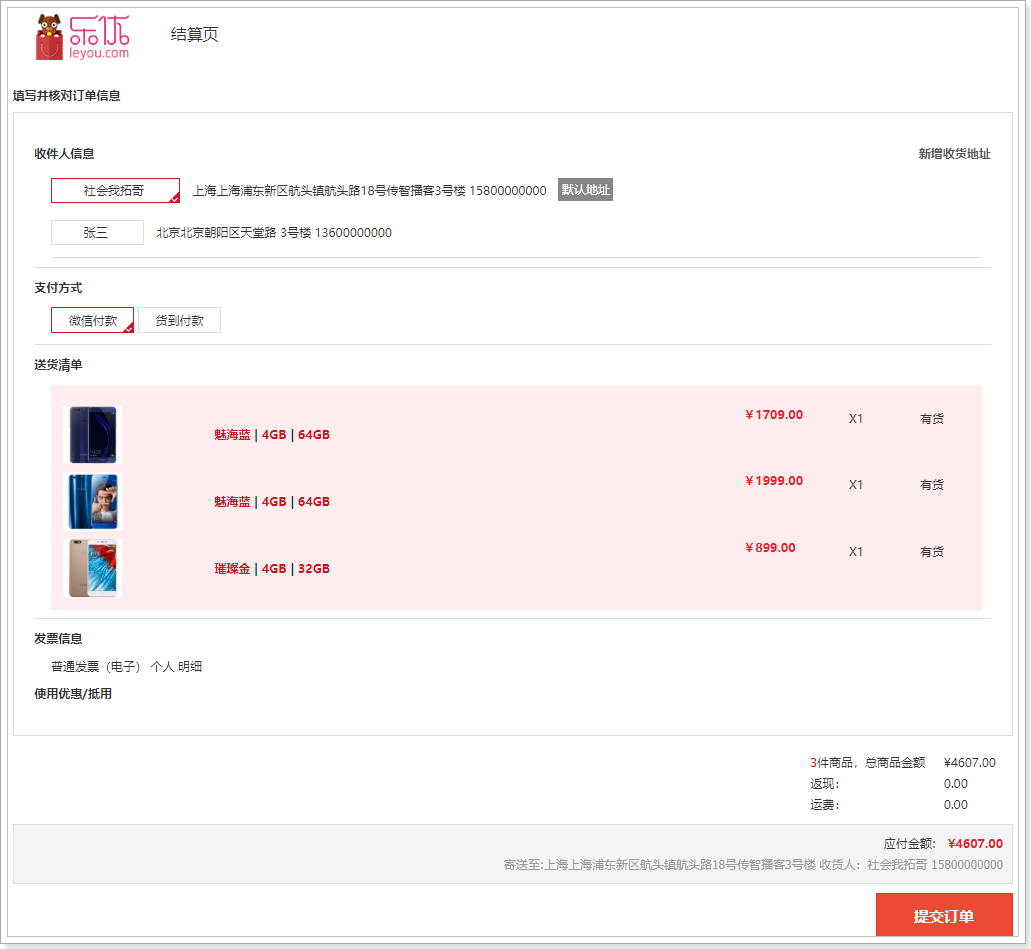 乐优 结算页
leyou.com
填写并核对订单信息
收件人信息 新增收货地址
社会我拓哥 上海上海浦东新区航头镇航头路18号传智播客3号楼 15800000000 默认地址
张三 北京北京朝阳区天堂路 3号楼 13600000000
支付方式
微信付款 货到付款
送货清单
魅海蓝 | 4GB | 64GB ￥1709.00 X1 有货
魅海蓝 | 4GB | 64GB ￥1999.00 X1 有货
璀璨金 | 4GB | 32GB ￥899.00 X1 有货
发票信息
普通发票（电子） 个人 明细
使用优惠/抵用
3件商品，总商品金额 ¥4607.00
返现： 0.00
运费： 0.00
应付金额: ¥4607.00
寄送至:上海上海浦东新区航头镇航头路18号传智播客3号楼 收货人：社会我拓哥 15800000000
提交订单